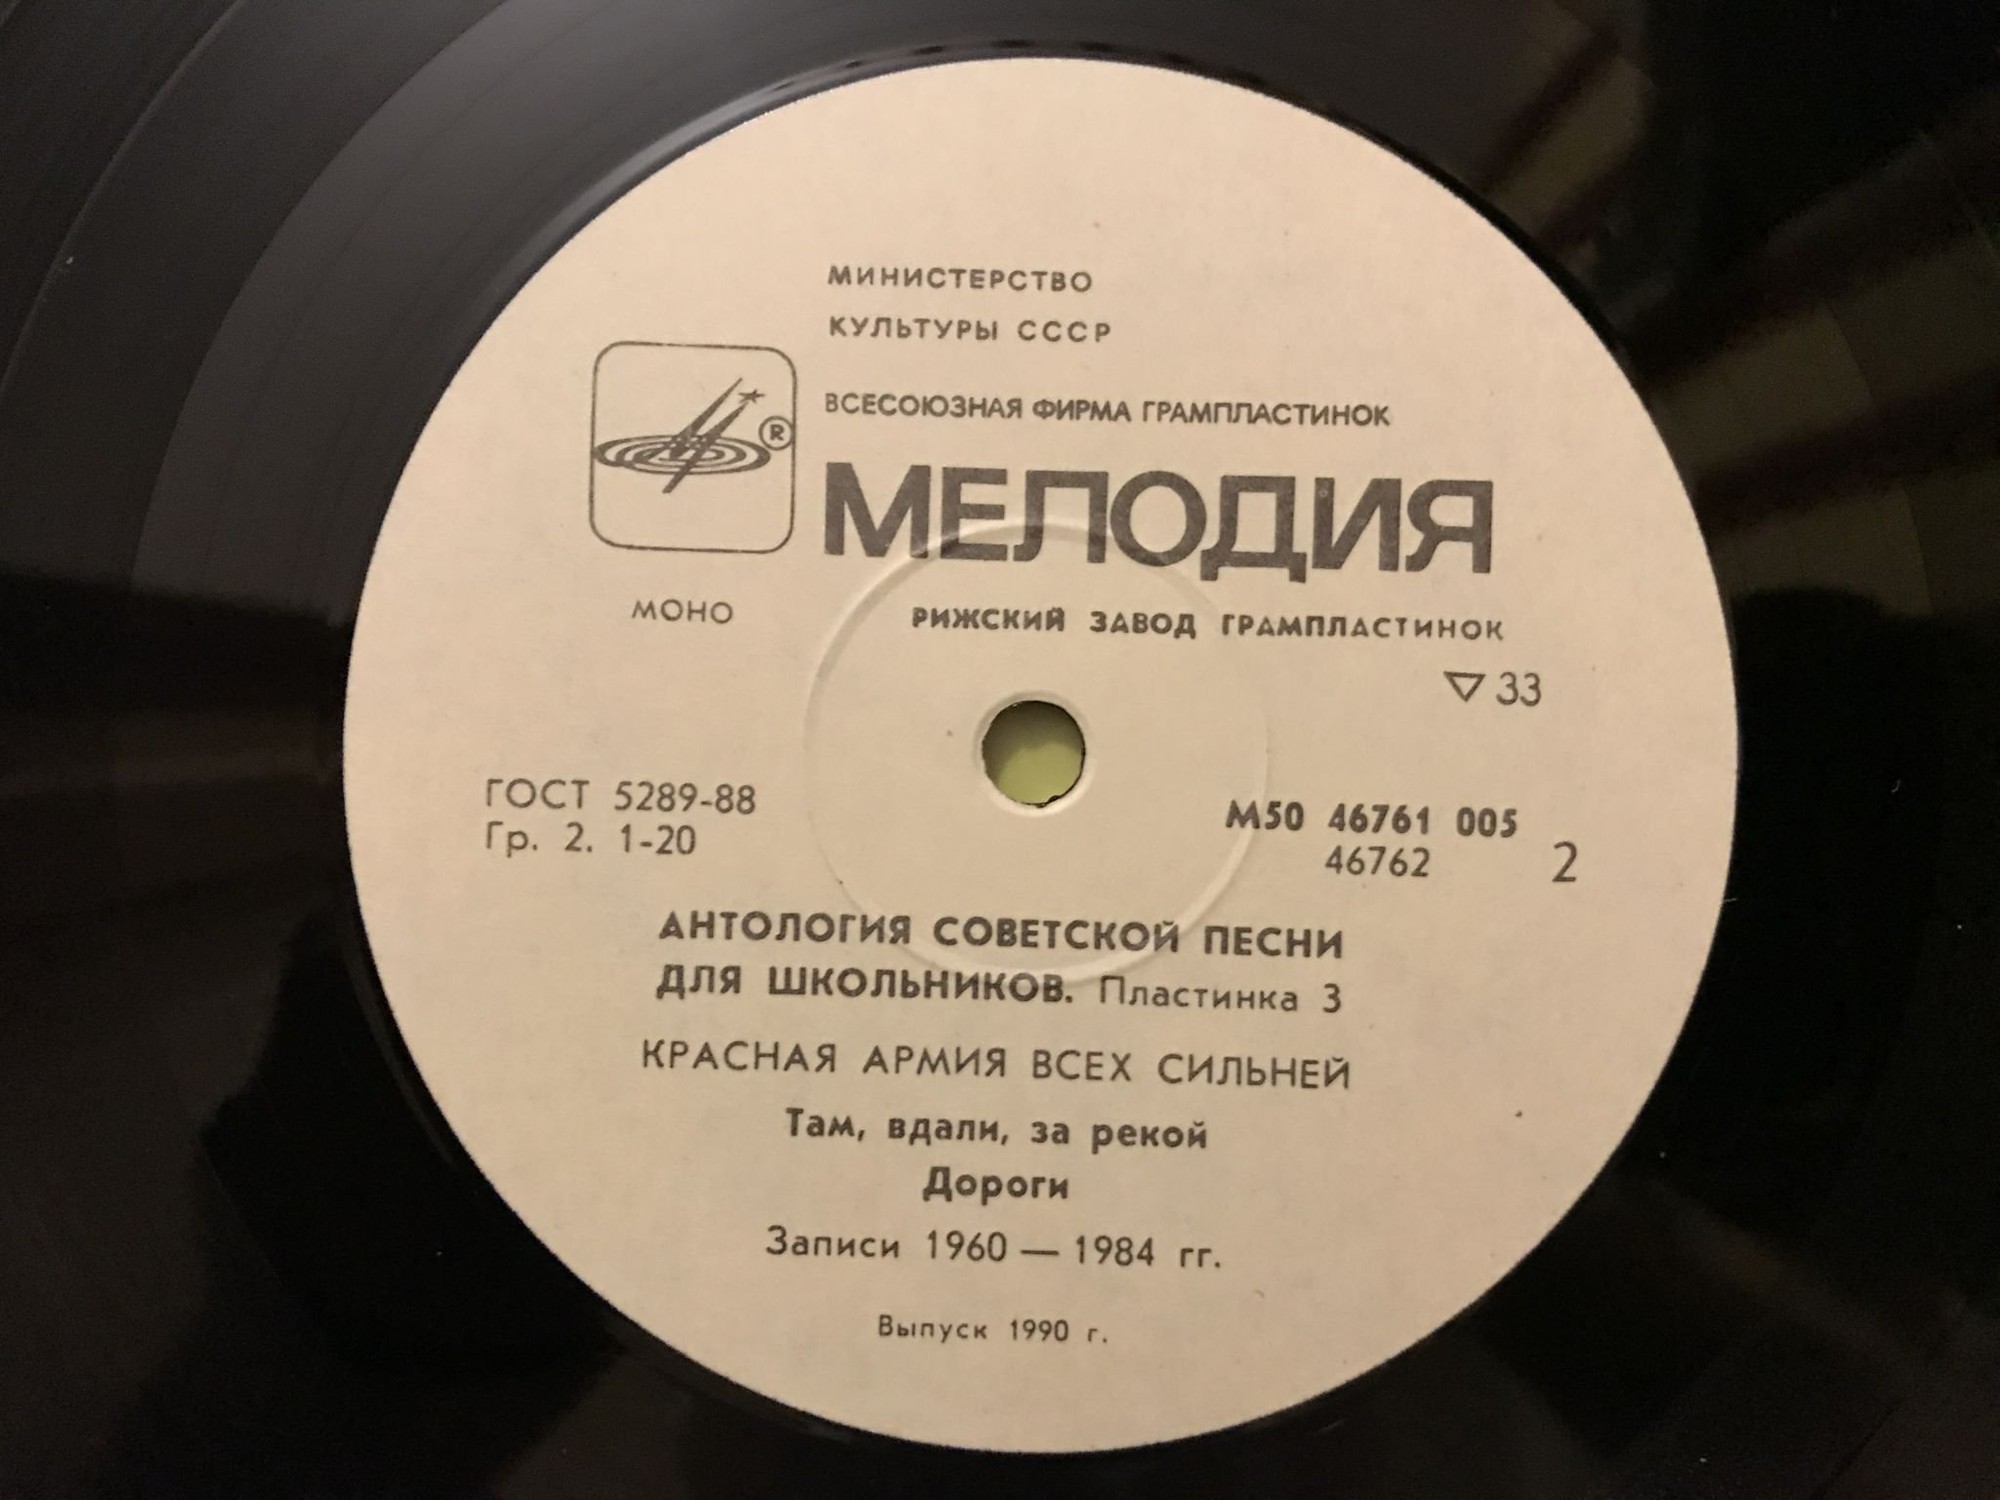 МИНИСТЕРСТВО
КУЛЬТУРЫ СССР
ВСЕСОЮЗНАЯ ФИРМА ГРАМПЛАСТИНОК
®
МЕЛОДИЯ
МОНО
РИЖСКИЙ ЗАВОД ГРАМПЛАСТИНОК
▽ 33
ГОСТ 5289-88
Гр. 2. 1-20
М50 46761 005
46762
2
АНТОЛОГИЯ СОВЕТСКОЙ ПЕСНИ
ДЛЯ ШКОЛЬНИКОВ. Пластинка 3
КРАСНАЯ АРМИЯ ВСЕХ СИЛЬНЕЙ
Там, вдали, за рекой
Дороги
Записи 1960 — 1984 гг.
Выпуск 1990 г.